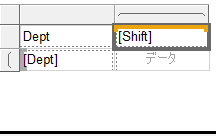 Dept [Shift]
[Dept] データ